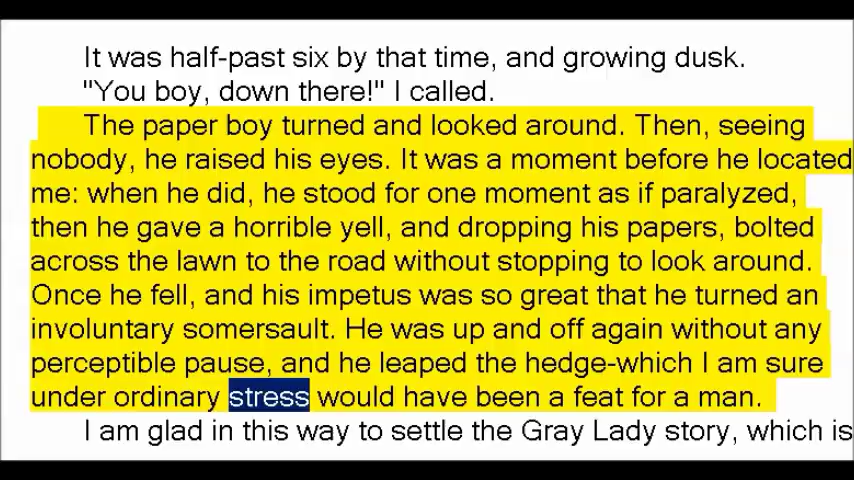 It was half-past six by that time, and growing dusk.
"You boy, down there!" I called.
The paper boy turned and looked around. Then, seeing
nobody, he raised his eyes. It was a moment before he located
me: when he did, he stood for one moment as if paralyzed,
then he gave a horrible yell, and dropping his papers, bolted
across the lawn to the road without stopping to look around.
Once he fell, and his impetus was so great that he turned an
involuntary somersault. He was up and off again without any
perceptible pause, and he leaped the hedge-which I am sure
under ordinary stress would have been a feat for a man.
I am glad in this way to settle the Gray Lady story, which is